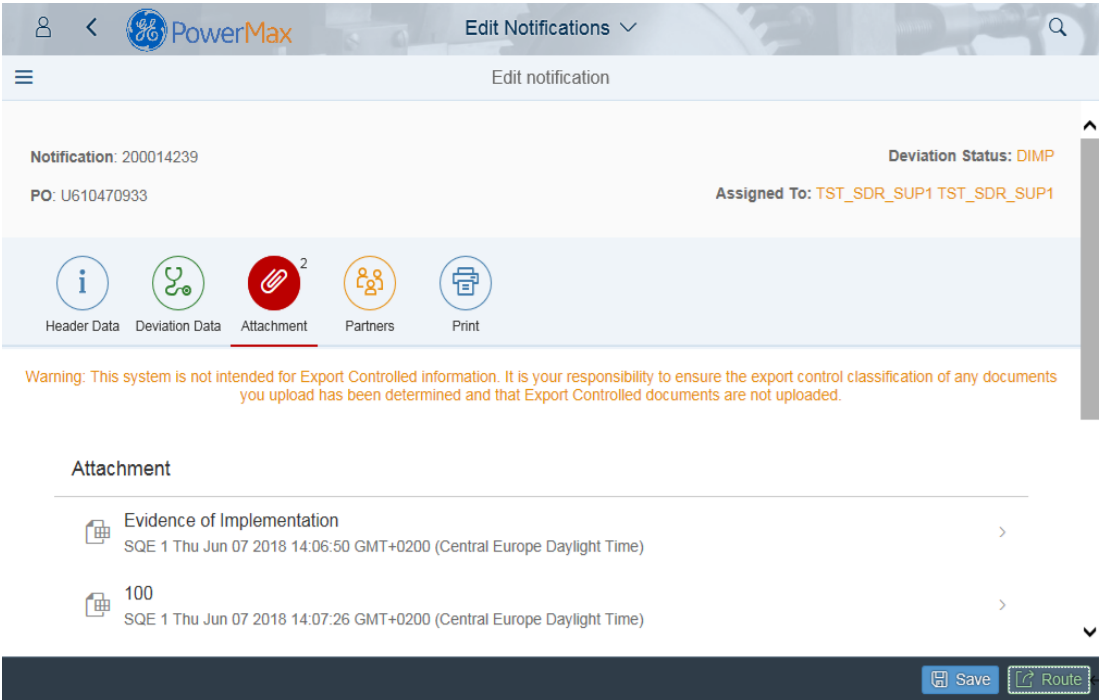 PowerMax
Edit Notifications
Edit notification
Notification: 200014239
Deviation Status: DIMP
PO: U610470933
Assigned To: TST_SDR_SUP1 TST_SDR_SUP1
2
Header Data Deviation Data Attachment Partners Print
Warning: This system is not intended for Export Controlled information. It is your responsibility to ensure the export control classification of any documents
you upload has been determined and that Export Controlled documents are not uploaded.
Attachment
Evidence of Implementation
SQE 1 Thu Jun 07 2018 14:06:50 GMT+0200 (Central Europe Daylight Time)
100
SQE 1 Thu Jun 07 2018 14:07:26 GMT+0200 (Central Europe Daylight Time)
Save Route